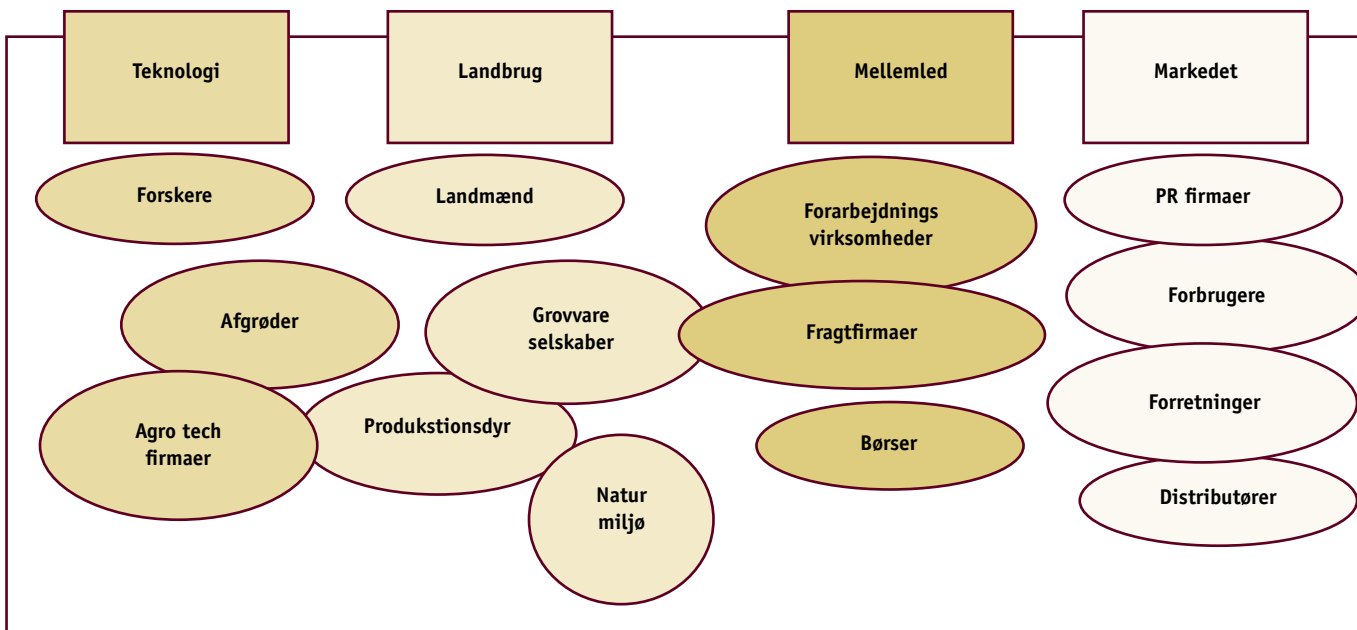 Teknologi
Landbrug
Mellemled
Markedet
Forskere
Landmænd
Forarbejdnings
virksomheder
PR firmaer
Afgrøder
Grovvare
selskaber
Fragtfirmaer
Forbrugere
Agro tech
firmaer
Produkstionsdyr
Natur
miljø
Børser
Forretninger
Distributører